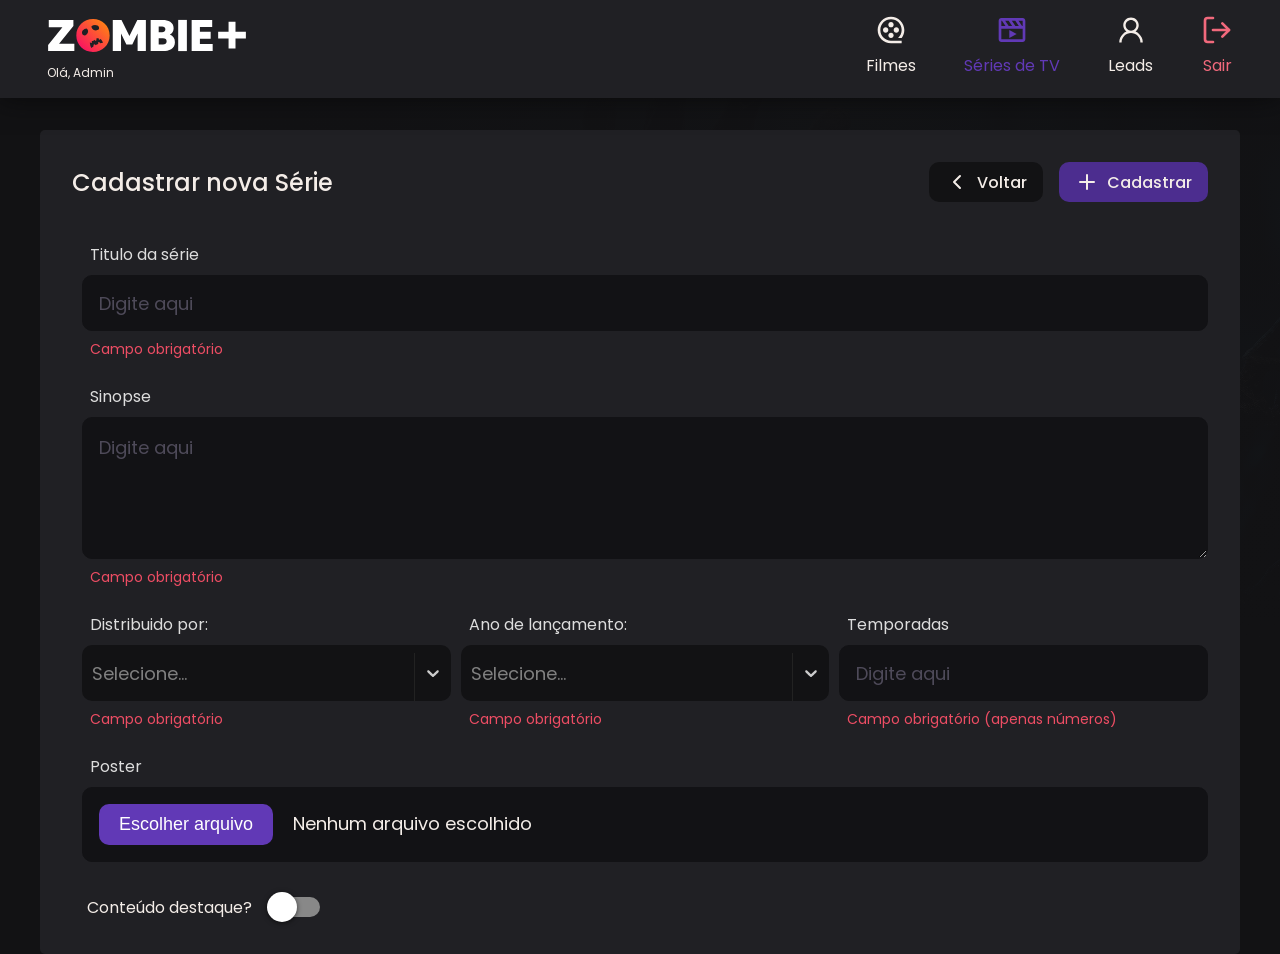 ZOMBIE+
Olá, Admin
Filmes
Séries de TV
Leads
Sair
Cadastrar nova Série
Voltar
Cadastrar
Titulo da série
Digite aqui
Campo obrigatório
Sinopse
Digite aqui
Campo obrigatório
Distribuido por:
Ano de lançamento:
Temporadas
Selecione...
Selecione...
Digite aqui
Campo obrigatório
Campo obrigatório
Campo obrigatório (apenas números)
Poster
Escolher arquivo
Nenhum arquivo escolhido
Conteúdo destaque?